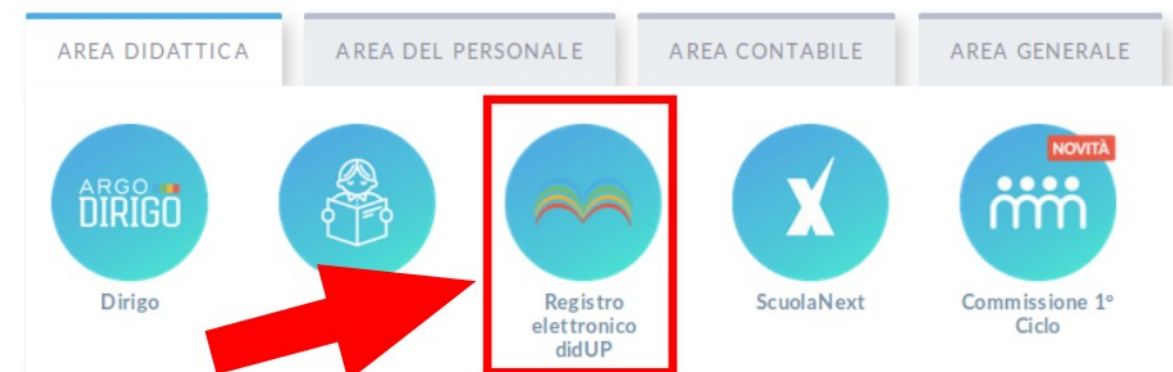 AREA DIDATTICA
AREA DEL PERSONALE
AREA CONTABILE
AREA GENERALE
ARGO
DIRIGO
NOVITÀ
Dirigo
Registro
elettronico
didUP
ScuolaNext
Commissione 1°
Ciclo